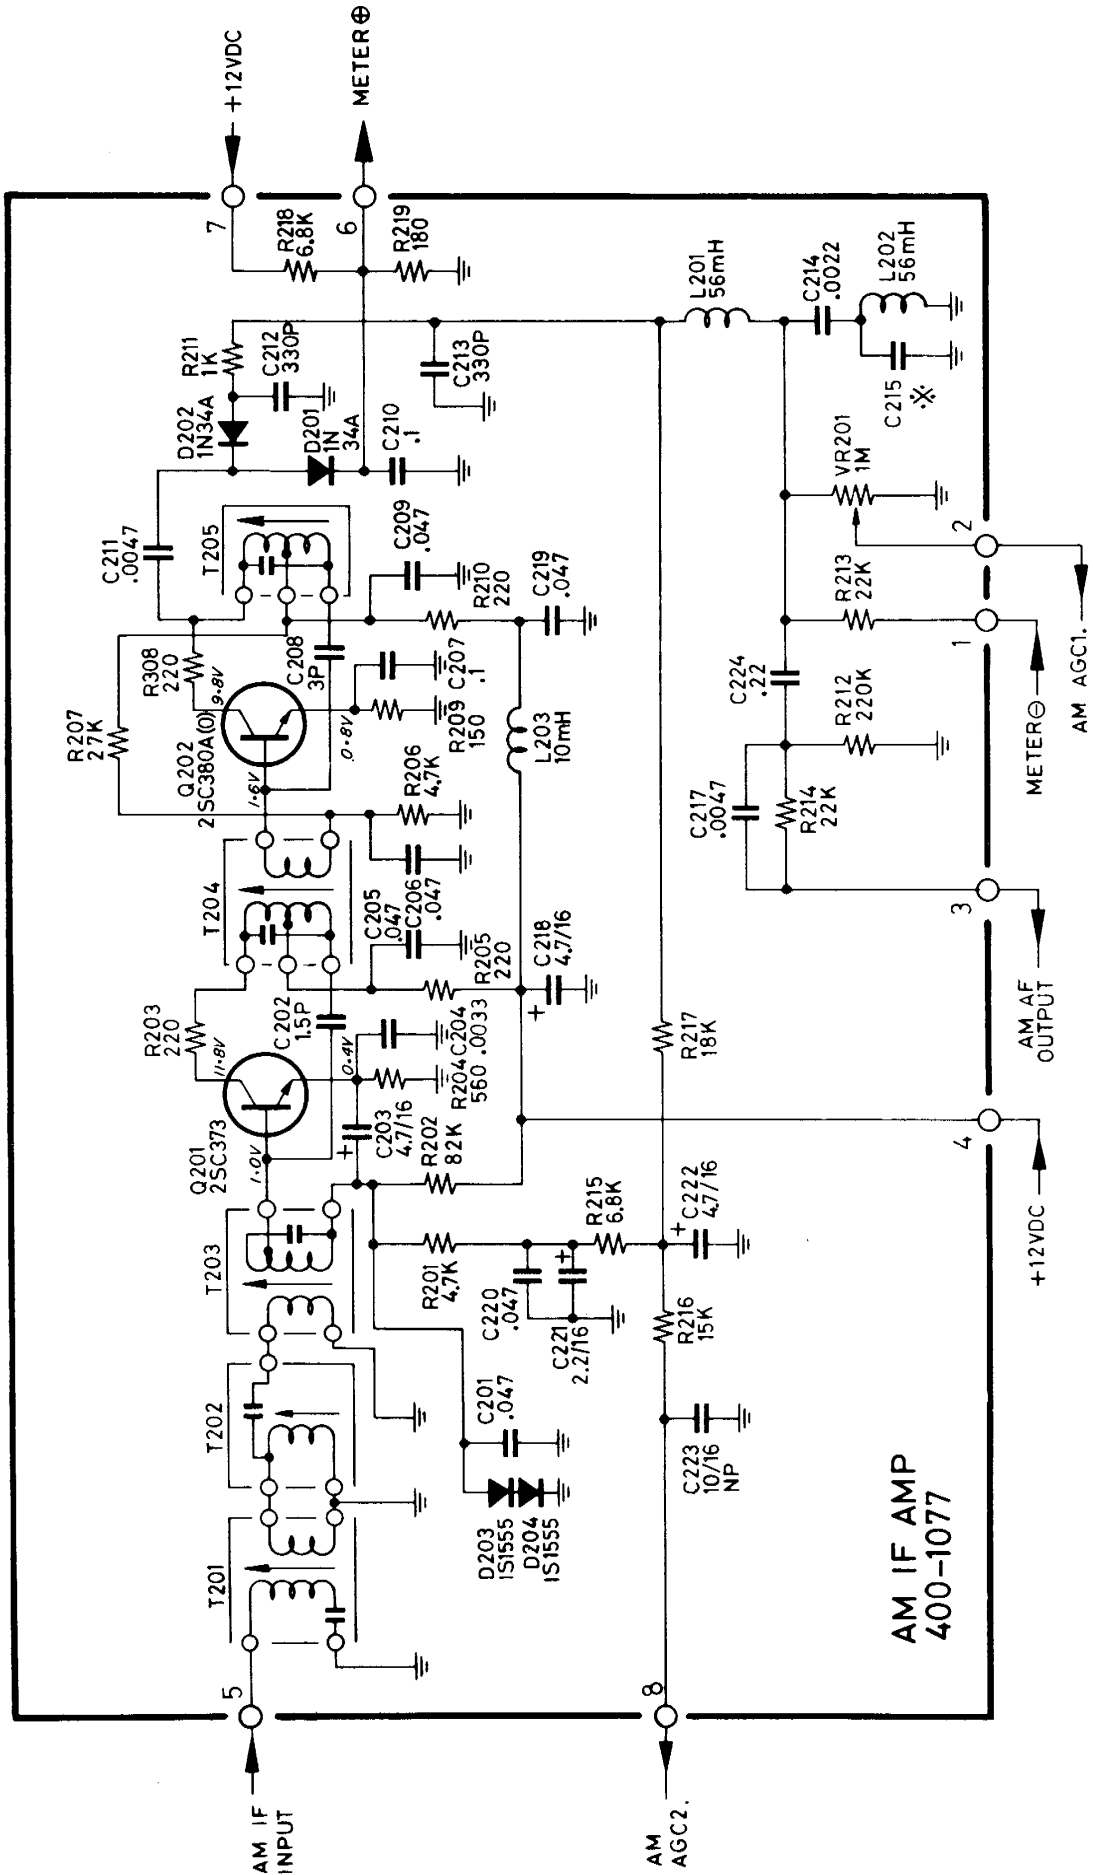 AM IF AMP
400-1077
AM IF
INPUT
5
T201
T202
T203
Q201
2SC373
1.0V
11.8V
0.4V
R203
220
C202
1.5P
T204
R207
27K
Q202
2SC380A(O)
1.6V
9.8V
0.8V
R308
220
C208
3P
C211
.0047
T205
D202
1N34A
R211
1K
C212
330P
D201
1N
34A
C210
.1
R218
6.8K
R219
180
7
+12VDC
6
METER⊕
C213
330P
C209
.047
R210
220
C219
.047
C207
.1
R209
150
L203
10mH
R206
4.7K
C206
.047
C205
.047
R205
220
C218
+
4.7/16
C204
.0033
R204
560
C203
+
4.7/16
R202
82K
R201
4.7K
C220
.047
C221
+
2.2/16
R215
6.8K
C222
+
4.7/16
R216
15K
R217
18K
C201
.047
D203
IS1555
D204
IS1555
C223
10/16
NP
8
AM
AGC2.
L201
56mH
C214
.0022
L202
56mH
C215
※
VR201
1M
R213
22K
C224
.22
R212
220K
C217
.0047
R214
22K
2
AM AGC1.
1
METER⊖
3
AM AF
OUTPUT
4
+12VDC